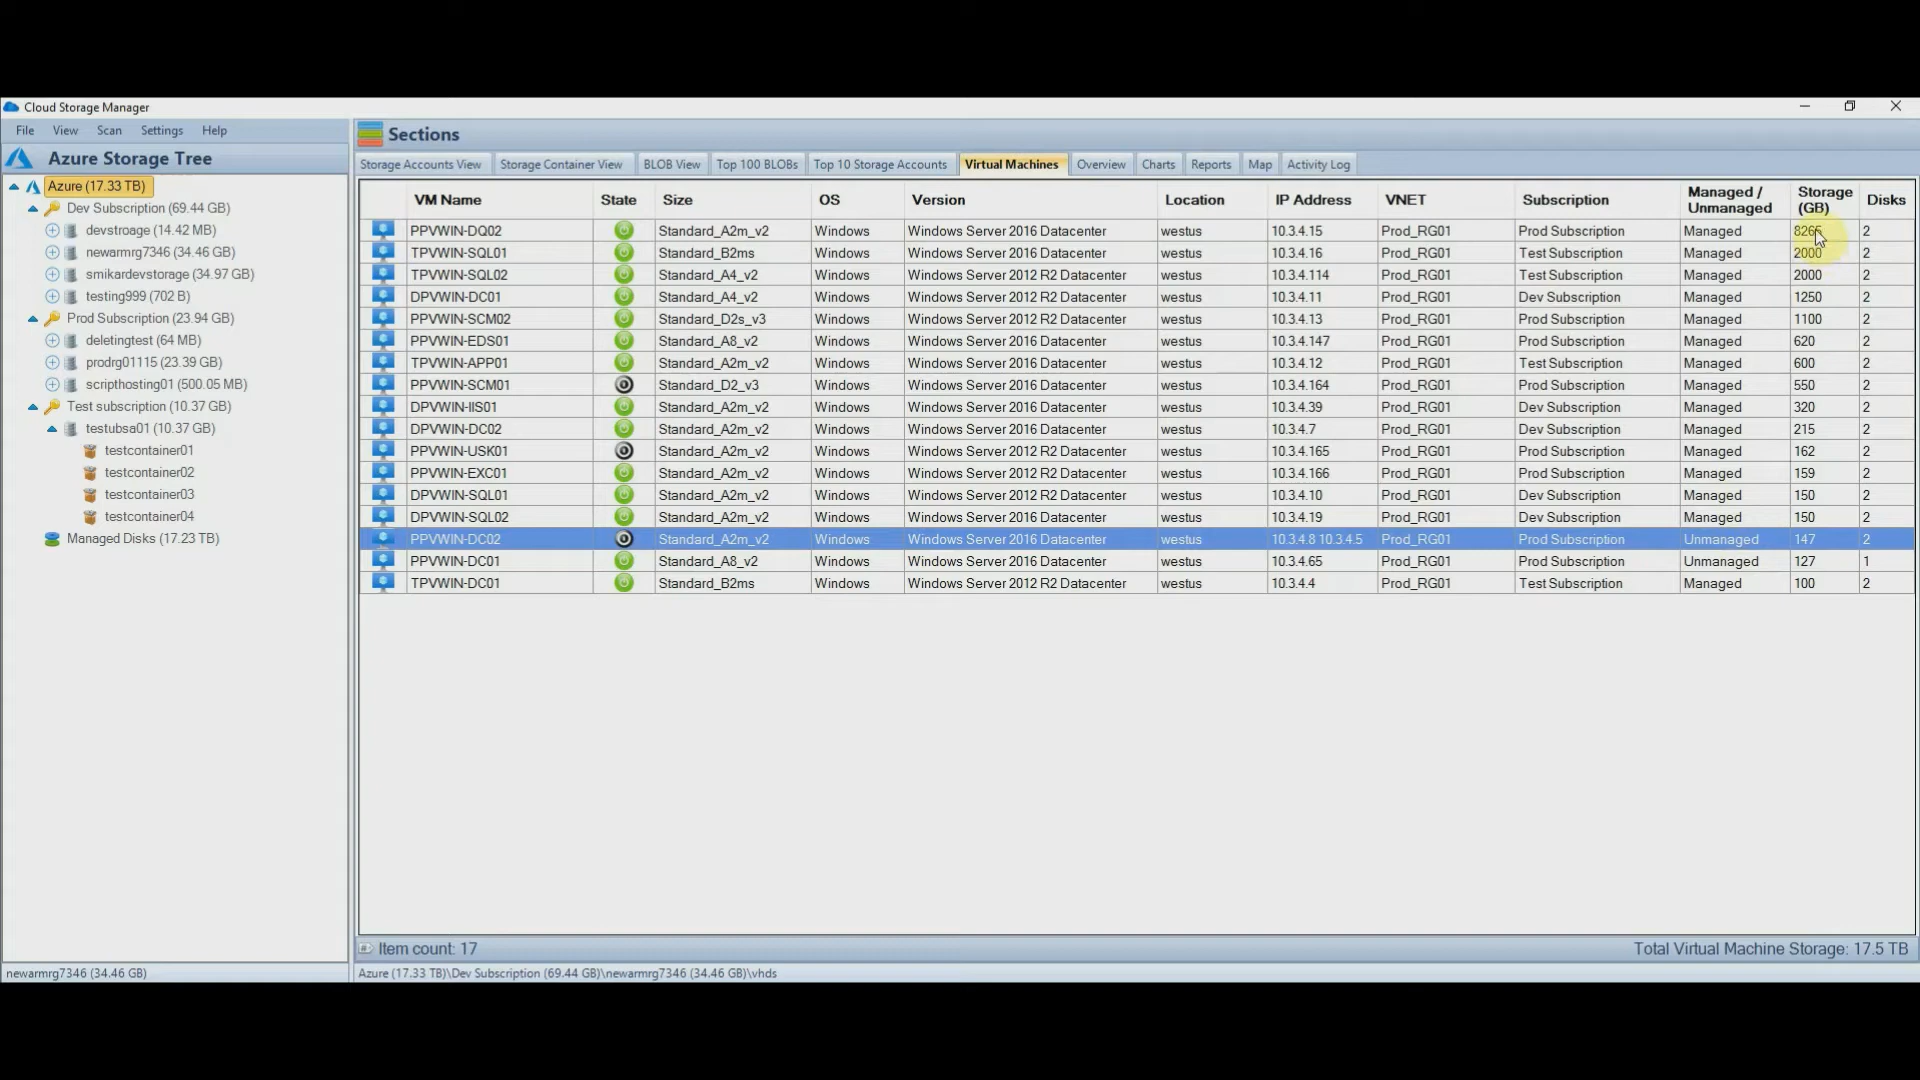 Cloud Storage Manager
File View Scan Settings Help
Azure Storage Tree
Azure (17.33 TB)
Dev Subscription (69.44 GB)
devstroage (14.42 MB)
newarmrg7346 (34.46 GB)
smikardevstorage (34.97 GB)
testing999 (702 B)
Prod Subscription (23.94 GB)
deletingtest (64 MB)
prodrg01115 (23.39 GB)
scripthosting01 (500.05 MB)
Test subscription (10.37 GB)
testubsa01 (10.37 GB)
testcontainer01
testcontainer02
testcontainer03
testcontainer04
Managed Disks (17.23 TB)
newarmrg7346 (34.46 GB)
Sections
Storage Accounts View Storage Container View BLOB View Top 100 BLOBs Top 10 Storage Accounts Virtual Machines Overview Charts Reports Map Activity Log
VM Name State Size OS Version Location IP Address VNET Subscription Managed / Unmanaged Storage (GB) Disks
PPVWIN-DQ02 Standard_A2m_v2 Windows Windows Server 2016 Datacenter westus 10.3.4.15 Prod_RG01 Prod Subscription Managed 8265 2
TPVWIN-SQL01 Standard_B2ms Windows Windows Server 2016 Datacenter westus 10.3.4.16 Prod_RG01 Test Subscription Managed 2000 2
TPVWIN-SQL02 Standard_A4_v2 Windows Windows Server 2012 R2 Datacenter westus 10.3.4.114 Prod_RG01 Test Subscription Managed 2000 2
DPVWIN-DC01 Standard_A4_v2 Windows Windows Server 2012 R2 Datacenter westus 10.3.4.11 Prod_RG01 Dev Subscription Managed 1250 2
PPVWIN-SCM02 Standard_D2s_v3 Windows Windows Server 2012 R2 Datacenter westus 10.3.4.13 Prod_RG01 Prod Subscription Managed 1100 2
PPVWIN-EDS01 Standard_A8_v2 Windows Windows Server 2016 Datacenter westus 10.3.4.147 Prod_RG01 Prod Subscription Managed 620 2
TPVWIN-APP01 Standard_A2m_v2 Windows Windows Server 2016 Datacenter westus 10.3.4.12 Prod_RG01 Test Subscription Managed 600 2
PPVWIN-SCM01 Standard_D2_v3 Windows Windows Server 2016 Datacenter westus 10.3.4.164 Prod_RG01 Prod Subscription Managed 550 2
DPVWIN-IIS01 Standard_A2m_v2 Windows Windows Server 2016 Datacenter westus 10.3.4.39 Prod_RG01 Dev Subscription Managed 320 2
DPVWIN-DC02 Standard_A2m_v2 Windows Windows Server 2016 Datacenter westus 10.3.4.7 Prod_RG01 Dev Subscription Managed 215 2
PPVWIN-USK01 Standard_A2m_v2 Windows Windows Server 2012 R2 Datacenter westus 10.3.4.165 Prod_RG01 Prod Subscription Managed 162 2
PPVWIN-EXC01 Standard_A2m_v2 Windows Windows Server 2012 R2 Datacenter westus 10.3.4.166 Prod_RG01 Prod Subscription Managed 159 2
DPVWIN-SQL01 Standard_A2m_v2 Windows Windows Server 2012 R2 Datacenter westus 10.3.4.10 Prod_RG01 Dev Subscription Managed 150 2
DPVWIN-SQL02 Standard_A2m_v2 Windows Windows Server 2016 Datacenter westus 10.3.4.19 Prod_RG01 Dev Subscription Managed 150 2
PPVWIN-DC02 Standard_A2m_v2 Windows Windows Server 2016 Datacenter westus 10.3.4.8 10.3.4.5 Prod_RG01 Prod Subscription Unmanaged 147 2
PPVWIN-DC01 Standard_A8_v2 Windows Windows Server 2016 Datacenter westus 10.3.4.65 Prod_RG01 Prod Subscription Unmanaged 127 1
TPVWIN-DC01 Standard_B2ms Windows Windows Server 2012 R2 Datacenter westus 10.3.4.4 Prod_RG01 Test Subscription Managed 100 2
Item count: 17 Total Virtual Machine Storage: 17.5 TB
Azure (17.33 TB)\Dev Subscription (69.44 GB)\newarmrg7346 (34.46 GB)\vhds